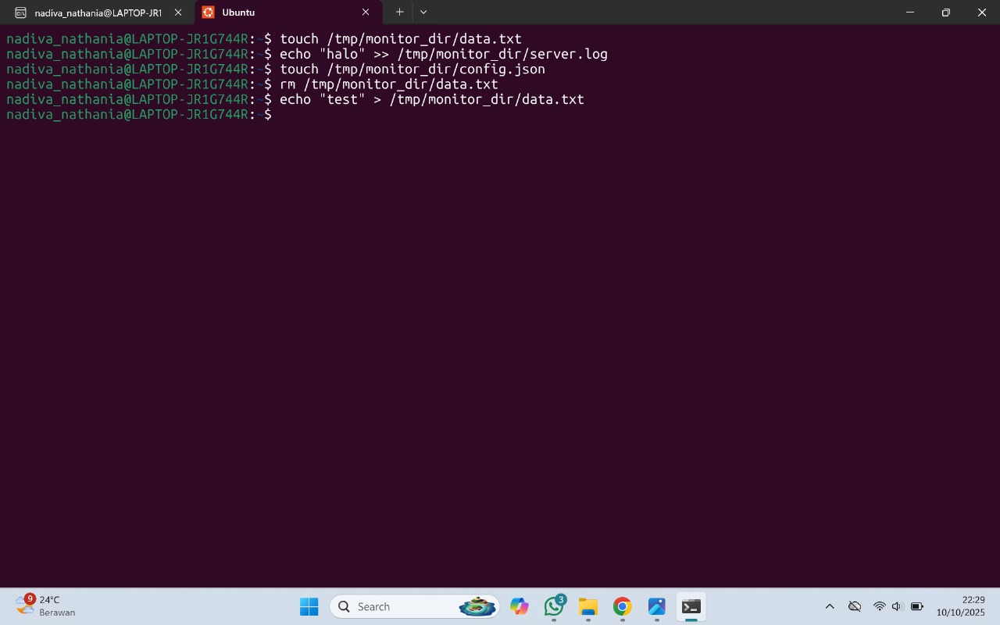 nadiva_nathania@LAPTOP-JR1
Ubuntu
nadiva_nathania@LAPTOP-JR1G744R:~$ touch /tmp/monitor_dir/data.txt
nadiva_nathania@LAPTOP-JR1G744R:~$ echo "halo" >> /tmp/monitor_dir/server.log
nadiva_nathania@LAPTOP-JR1G744R:~$ touch /tmp/monitor_dir/config.json
nadiva_nathania@LAPTOP-JR1G744R:~$ rm /tmp/monitor_dir/data.txt
nadiva_nathania@LAPTOP-JR1G744R:~$ echo "test" > /tmp/monitor_dir/data.txt
nadiva_nathania@LAPTOP-JR1G744R:~$
9
24°C
Berawan
Search
3
22:29
10/10/2025